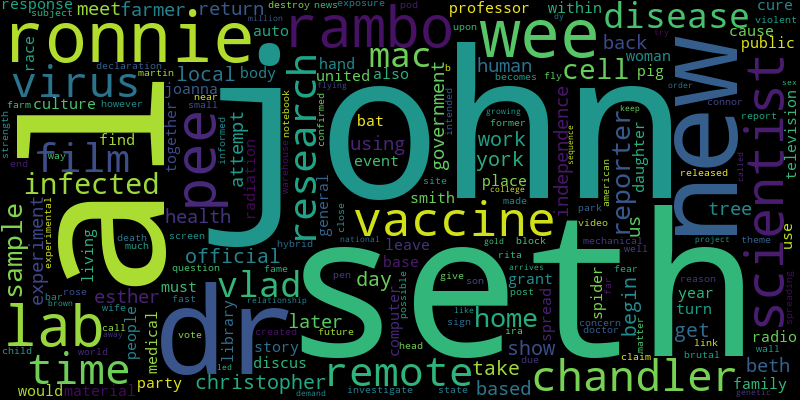 john
seth
al
dr
new
wee
rambo
ronnie
vaccine
lab
remote
chandler
scientist
disease
virus
film
pee
mac
cell
time
vlad
research
infected
reporter
home
sample
official
local
government
independence
experiment
health
christopher
library
esther
discus
later
day
show
take
based
begin
get
tree
work
york
place
human
using
event
bat
radiation
attempt
together
culture
race
response
subject
meet
farmer
return
auto
body
hand
united
also
back
woman
pig
cause
public
cure
professor
within
destroy
news
exposure
pod
million
upon
becomes
fly
dy
violent
sex
television
connor
report
order
try
declaration
martin
joanna
farm
however
small
near
find
way
end
strength
living
experimental
death
much
screen
hybrid
question
fame
fast
must
medical
people
party
would
material
call
away
world
child
brown
bar
rose
wife
vote
led
story
created
relationship
demand
future
general
warehouse
notebook
informed
confirmed
flying
close
site
smith
base
leave
computer
possible
pen
national
investigate
state
head
like
sign
give
son
gold
block
rita
arrives
ira
due
grant
post
spread
spider
far
fear
concern
doctor
matter
claim
us
daughter
keep
american
sequence
growing
former
college
made
intended
b
park
video
mechanical
well
project
theme
called
released
use
radio
year
turn
reason
link
wall
brutal
beth
family
genetic
spreading